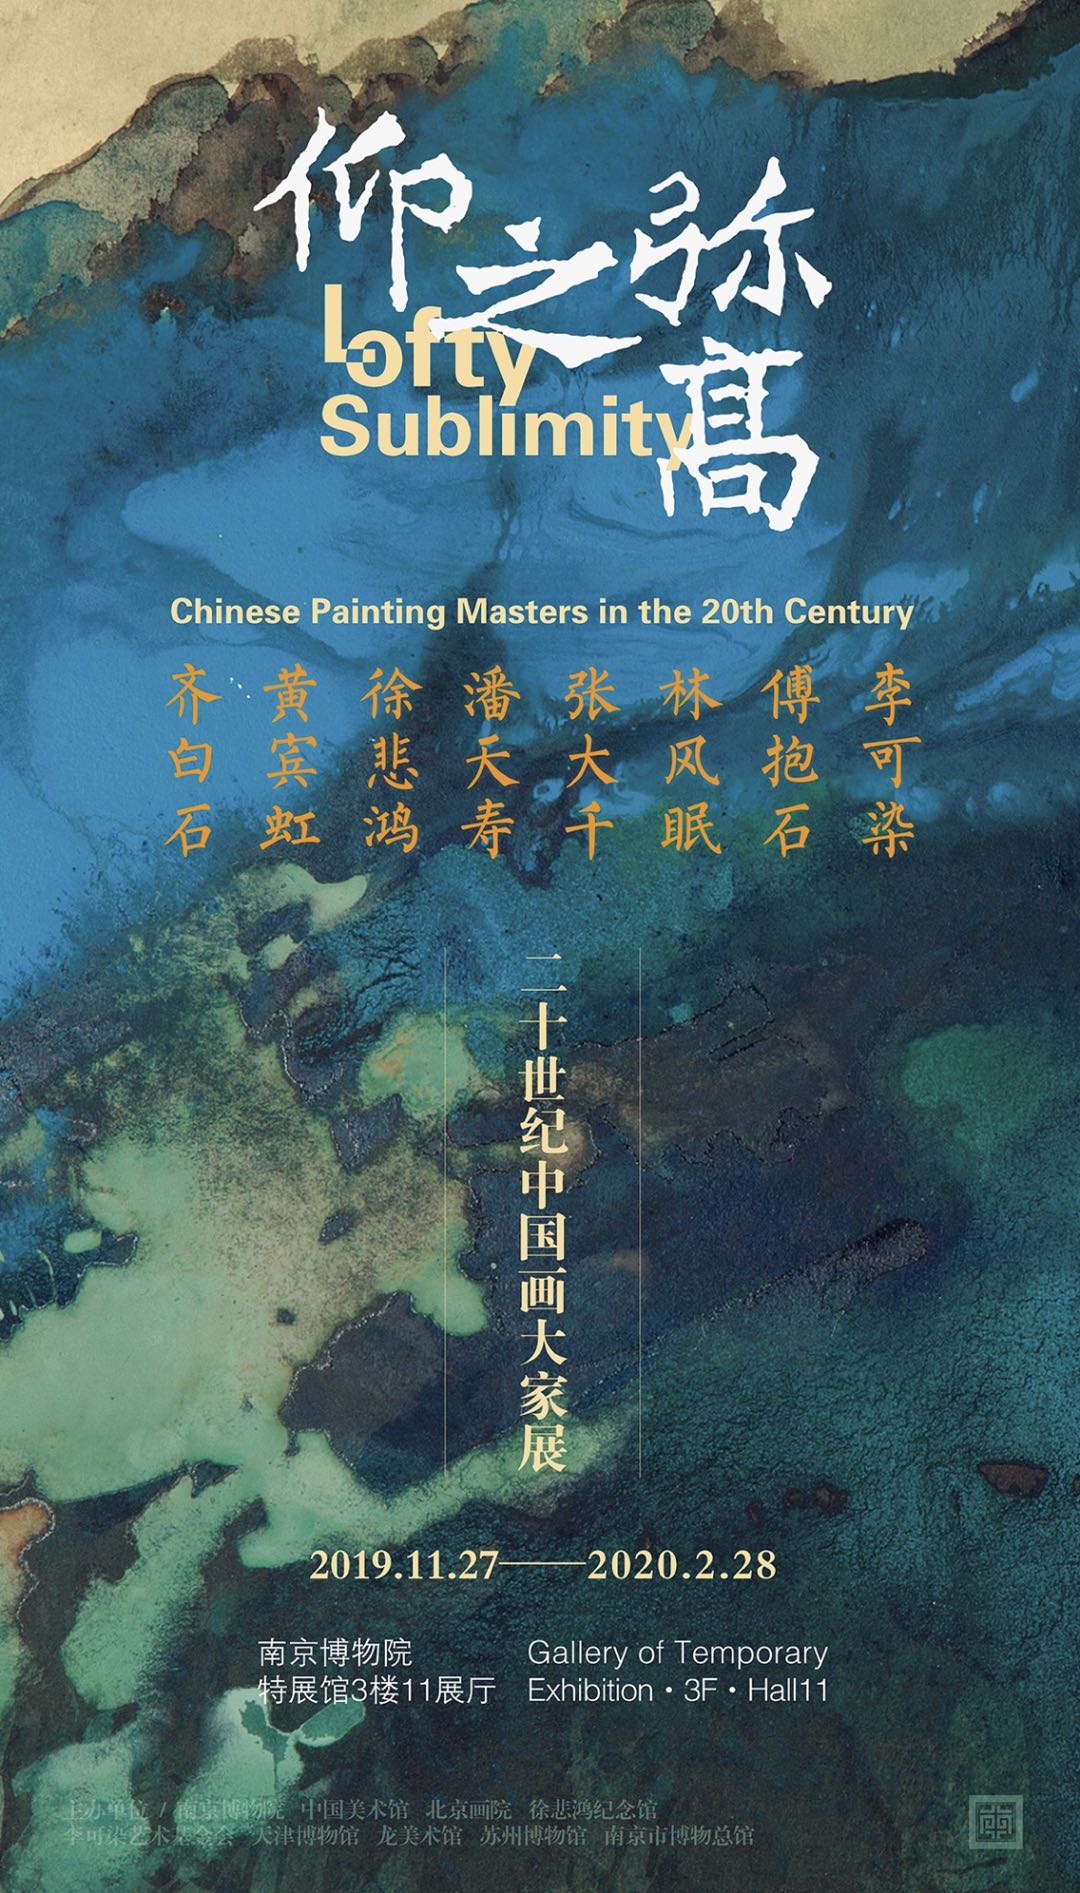 仰之弥髙
Lofty
Sublimity
Chinese Painting Masters in the 20th Century
齐白石
黄宾虹
徐悲鸿
潘天寿
张大千
林风眠
傅抱石
李可染
二十世纪中国画大家展
2019.11.27——2020.2.28
南京博物院
特展馆3楼11展厅
Gallery of Temporary
Exhibition·3F·Hall11
主办单位 / 南京博物院 中国美术馆 北京画院 徐悲鸿纪念馆
李可染艺术基金会 天津博物馆 龙美术馆 苏州博物馆 南京市博物总馆